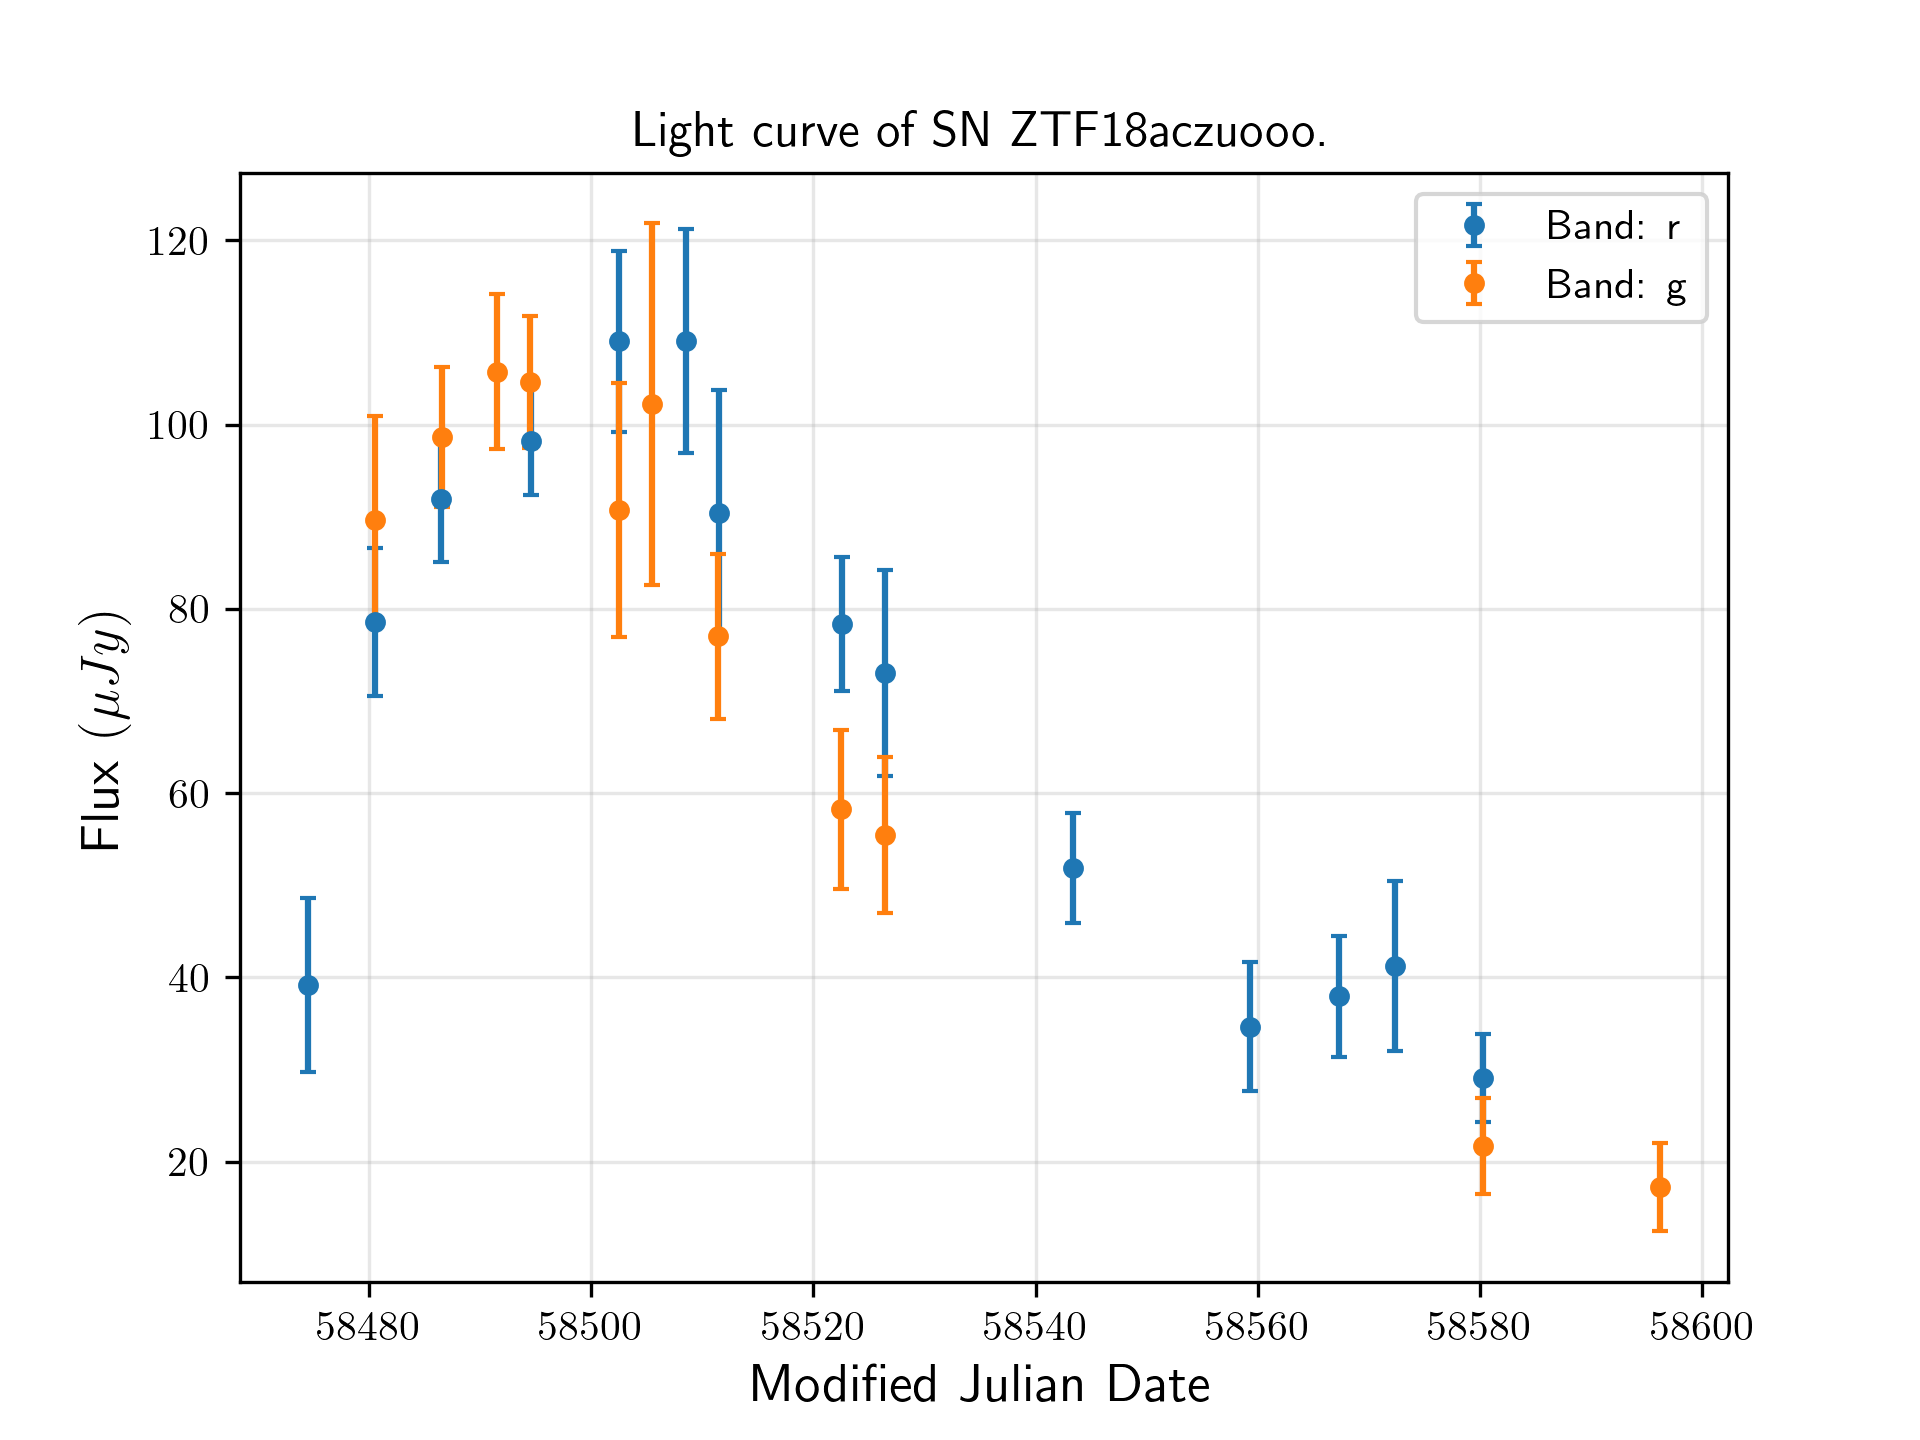 Light curve of SN ZTF18aczuooo.
Band: r
Band: g
120
100
80
60
40
20
Flux (μJy)
58480 58500 58520 58540 58560 58580 58600
Modified Julian Date